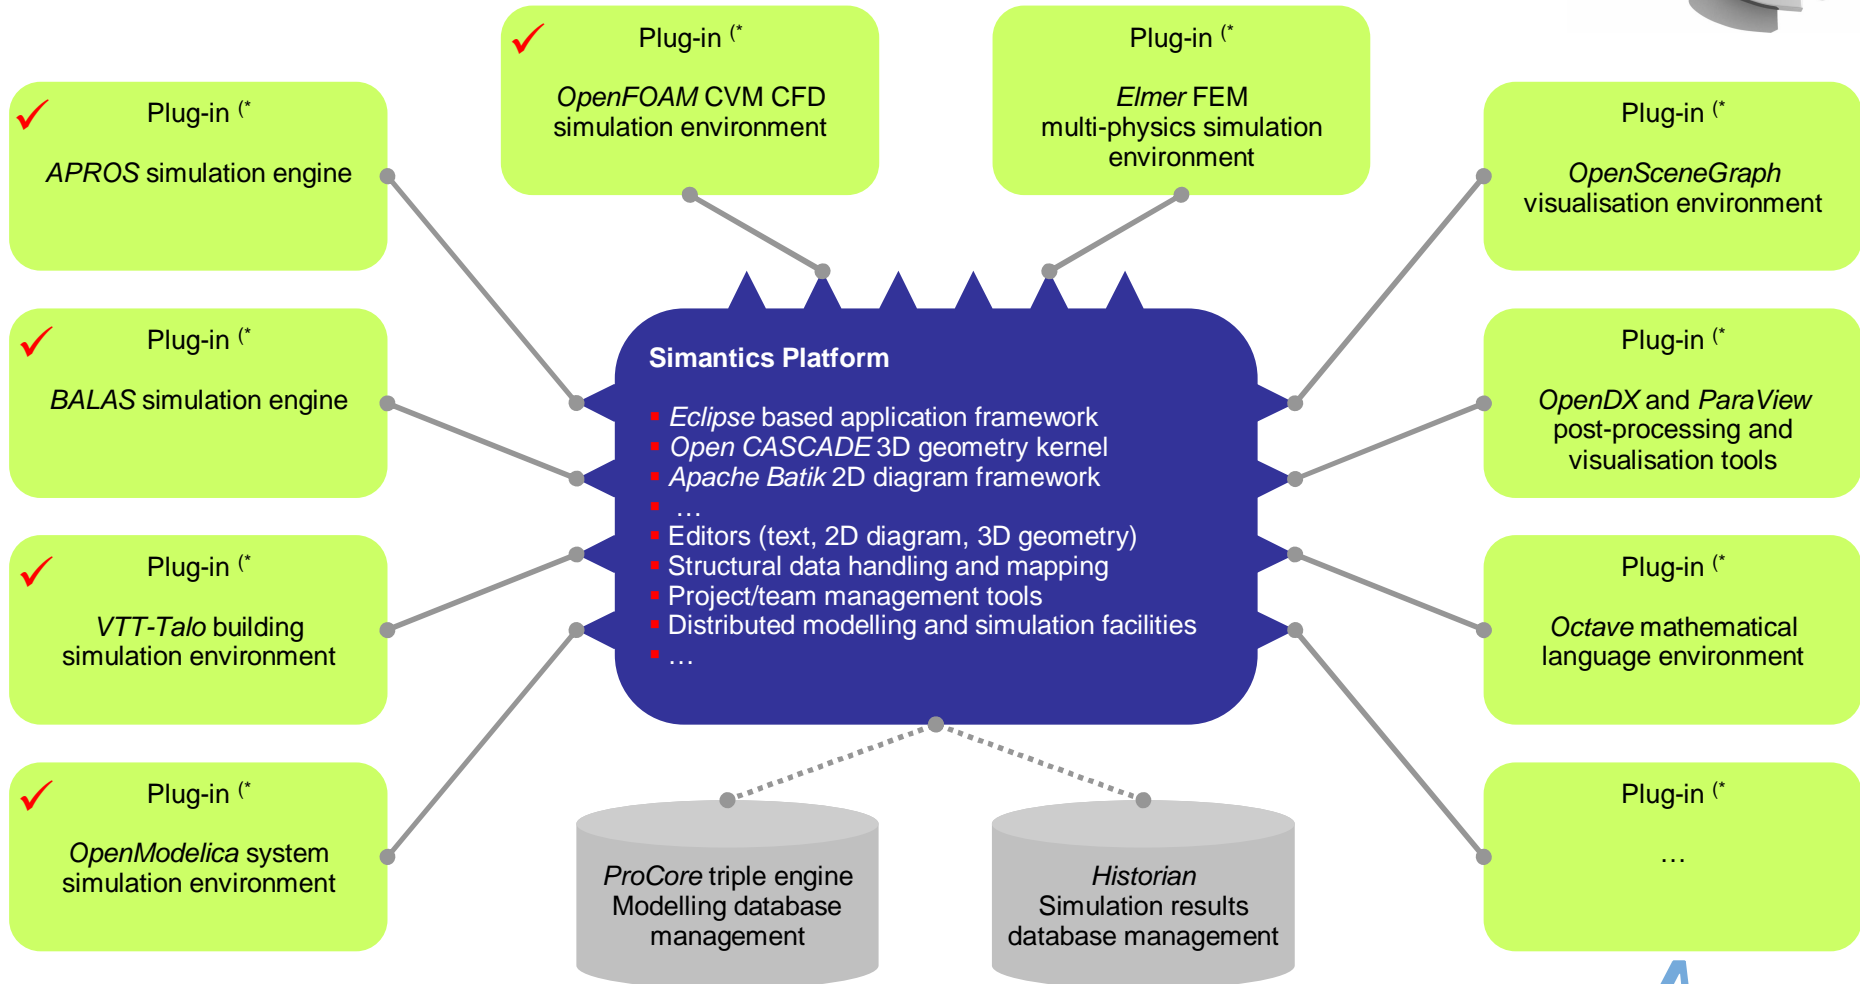 Plug-in (*
OpenFOAM CVM CFD
simulation environment
Plug-in (*
Elmer FEM
multi-physics simulation
environment
Plug-in (*
APROS simulation engine
Plug-in (*
OpenSceneGraph
visualisation environment
Plug-in (*
BALAS simulation engine
Simantics Platform
Eclipse based application framework
Open CASCADE 3D geometry kernel
Apache Batik 2D diagram framework
…
Editors (text, 2D diagram, 3D geometry)
Structural data handling and mapping
Project/team management tools
Distributed modelling and simulation facilities
…
Plug-in (*
OpenDX and ParaView
post-processing and
visualisation tools
Plug-in (*
VTT-Talo building
simulation environment
Plug-in (*
Octave mathematical
language environment
Plug-in (*
OpenModelica system
simulation environment
ProCore triple engine
Modelling database
management
Historian
Simulation results
database management
Plug-in (*
…